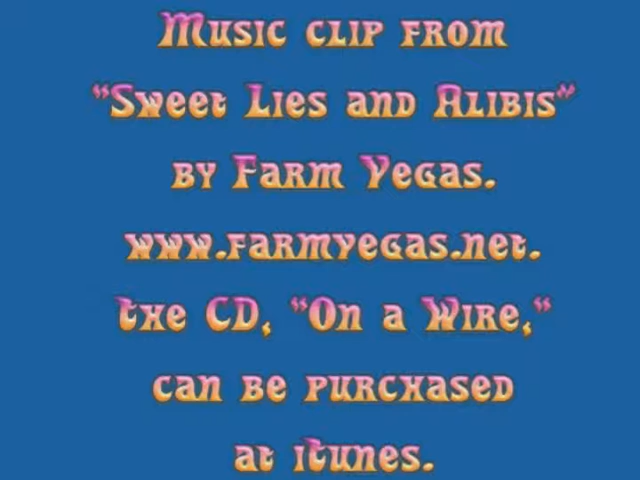 Music clip from
"Sweet Lies and Alibis"
by Farm Vegas.
www.farmvegas.net.
the CD, "On a Wire,"
can be purchased
at iTunes.